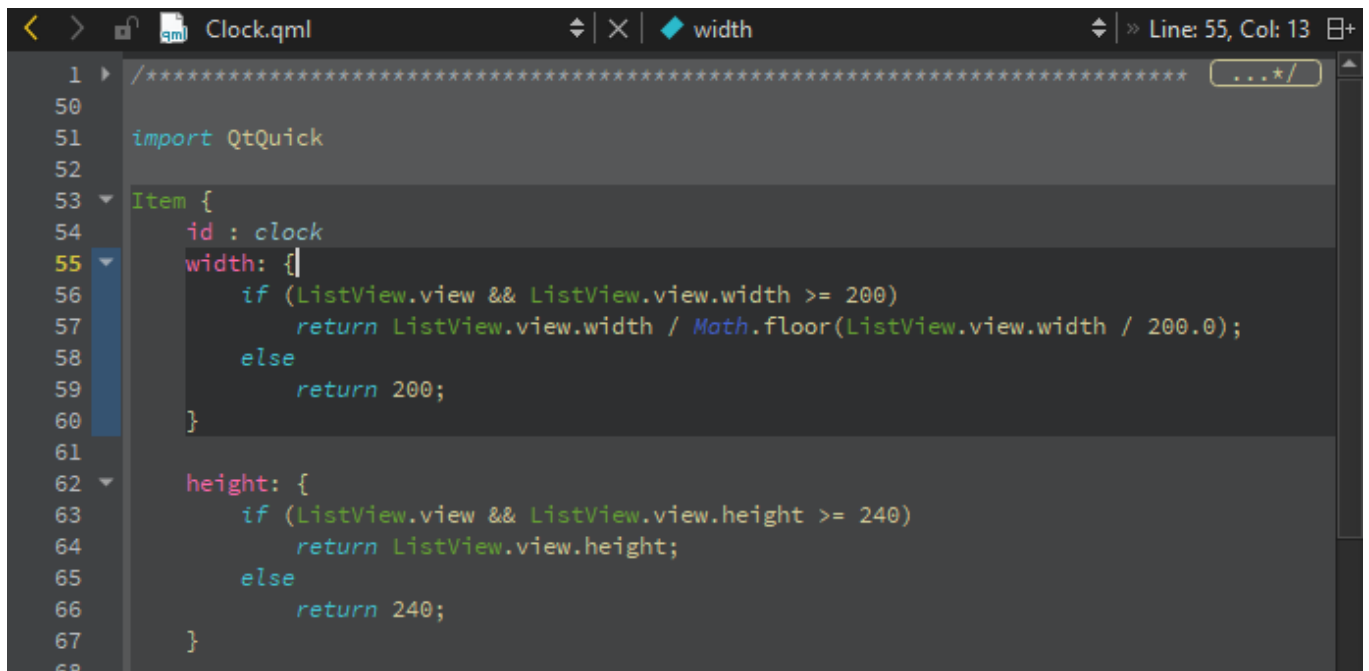 qml Clock.qml width » Line: 55, Col: 13
1 /***************************************************************************** ...*/
50
51 import QtQuick
52
53 Item {
54     id : clock
55     width: {
56         if (ListView.view && ListView.view.width >= 200)
57             return ListView.view.width / Math.floor(ListView.view.width / 200.0);
58         else
59             return 200;
60     }
61
62     height: {
63         if (ListView.view && ListView.view.height >= 240)
64             return ListView.view.height;
65         else
66             return 240;
67     }
68